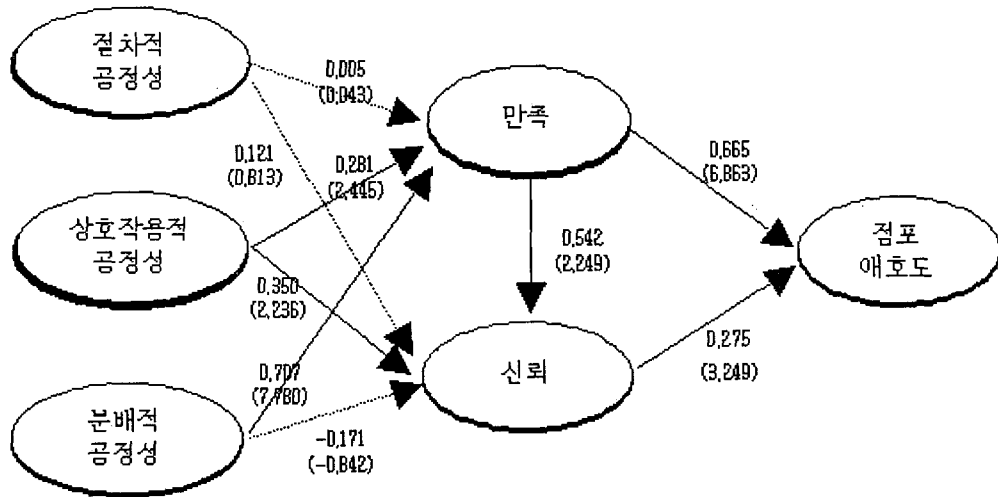 절차적
공정성
0,005
(0,043)
만족
0,121
(0,813)
0,281
(2,445)
0,665
(6,863)
상호작용적
공정성
0,542
(2,249)
점포
애호도
0,350
(2,236)
신뢰
0,275
(3,249)
0,707
(7,780)
분배적
공정성
-0,171
(-0,842)